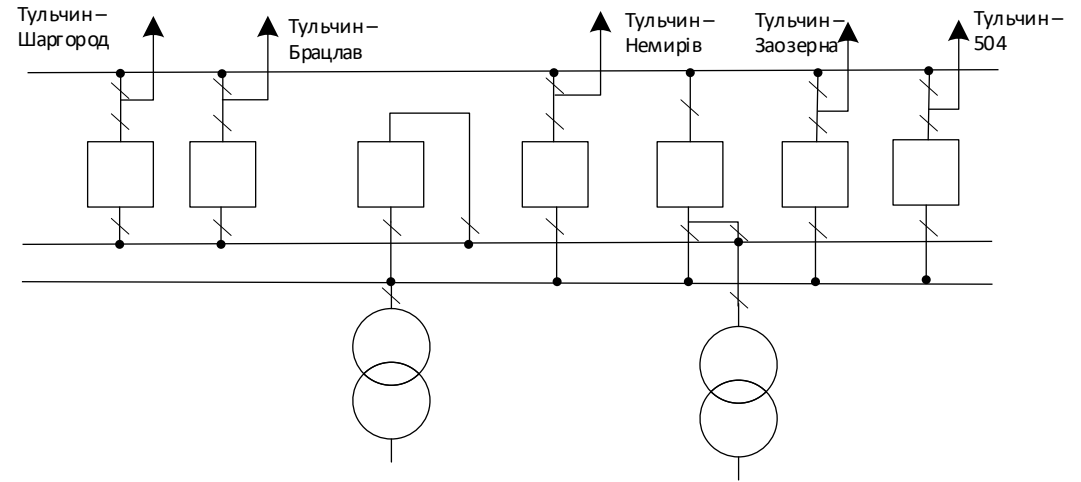 Тульчин –
Шаргород
Тульчин –
Брацлав
Тульчин –
Немирів
Тульчин –
Заозерна
Тульчин –
504